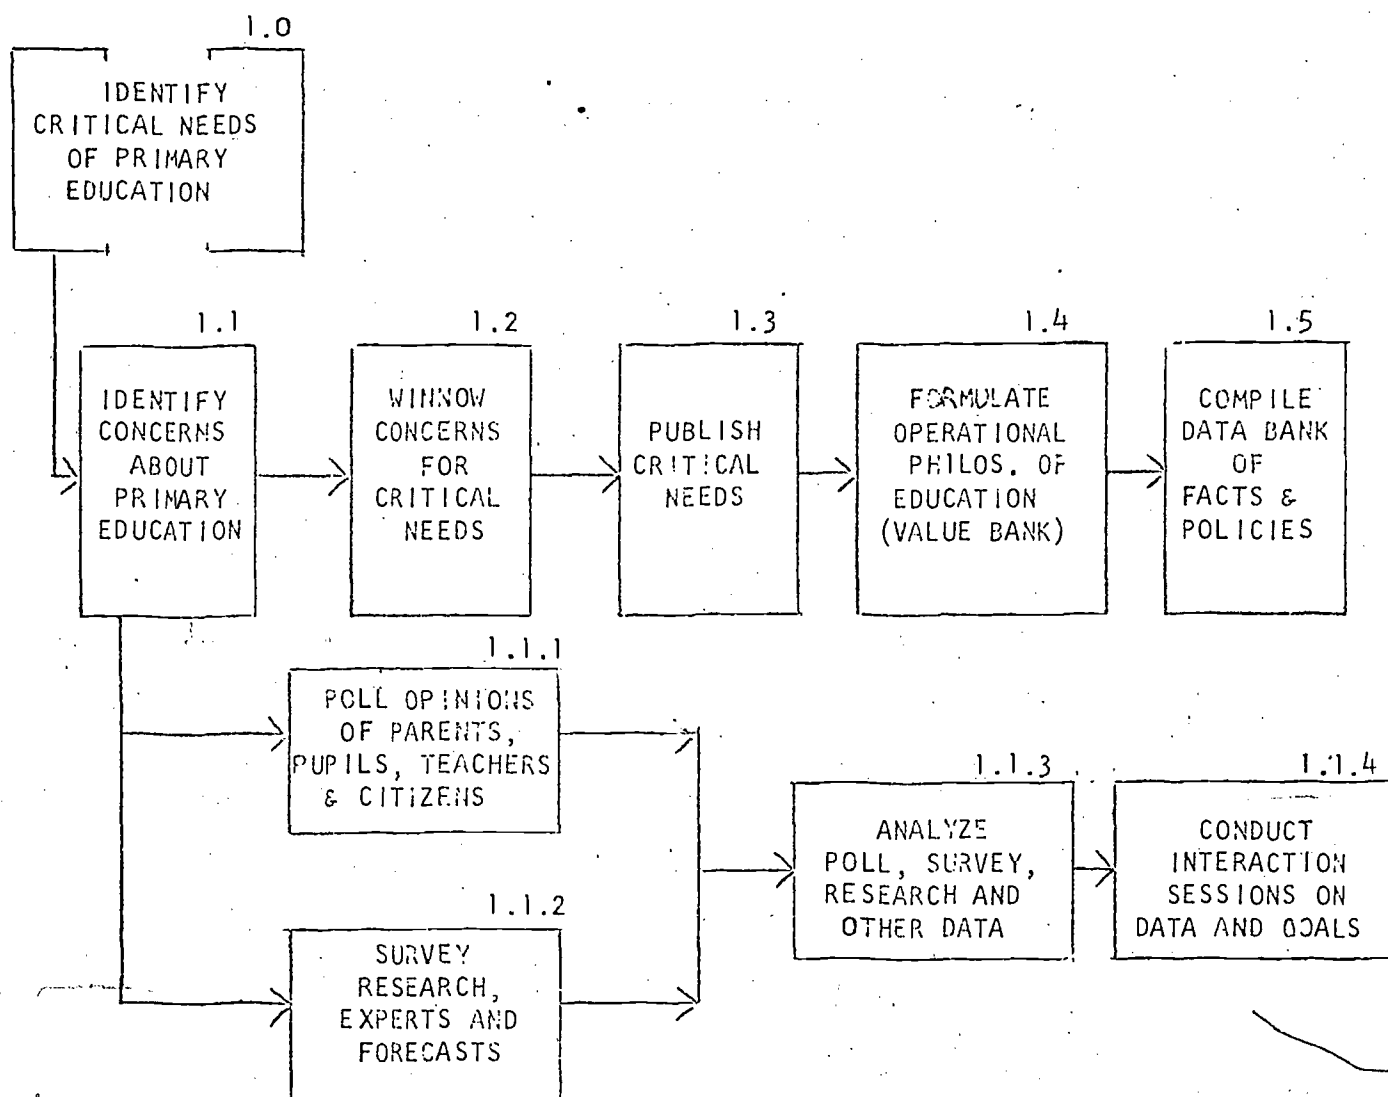 1.0
IDENTIFY
CRITICAL NEEDS
OF PRIMARY
EDUCATION
1.1
IDENTIFY
CONCERNS
ABOUT
PRIMARY
EDUCATION
1.2
WINNOW
CONCERNS
FOR
CRITICAL
NEEDS
1.3
PUBLISH
CRITICAL
NEEDS
1.4
FORMULATE
OPERATIONAL
PHILOS. OF
EDUCATION
(VALUE BANK)
1.5
COMPILE
DATA BANK
OF
FACTS &
POLICIES
1.1.1
POLL OPINIONS
OF PARENTS,
PUPILS, TEACHERS
& CITIZENS
1.1.2
SURVEY
RESEARCH,
EXPERTS AND
FORECASTS
1.1.3
ANALYZE
POLL, SURVEY,
RESEARCH AND
OTHER DATA
1.1.4
CONDUCT
INTERACTION
SESSIONS ON
DATA AND GOALS